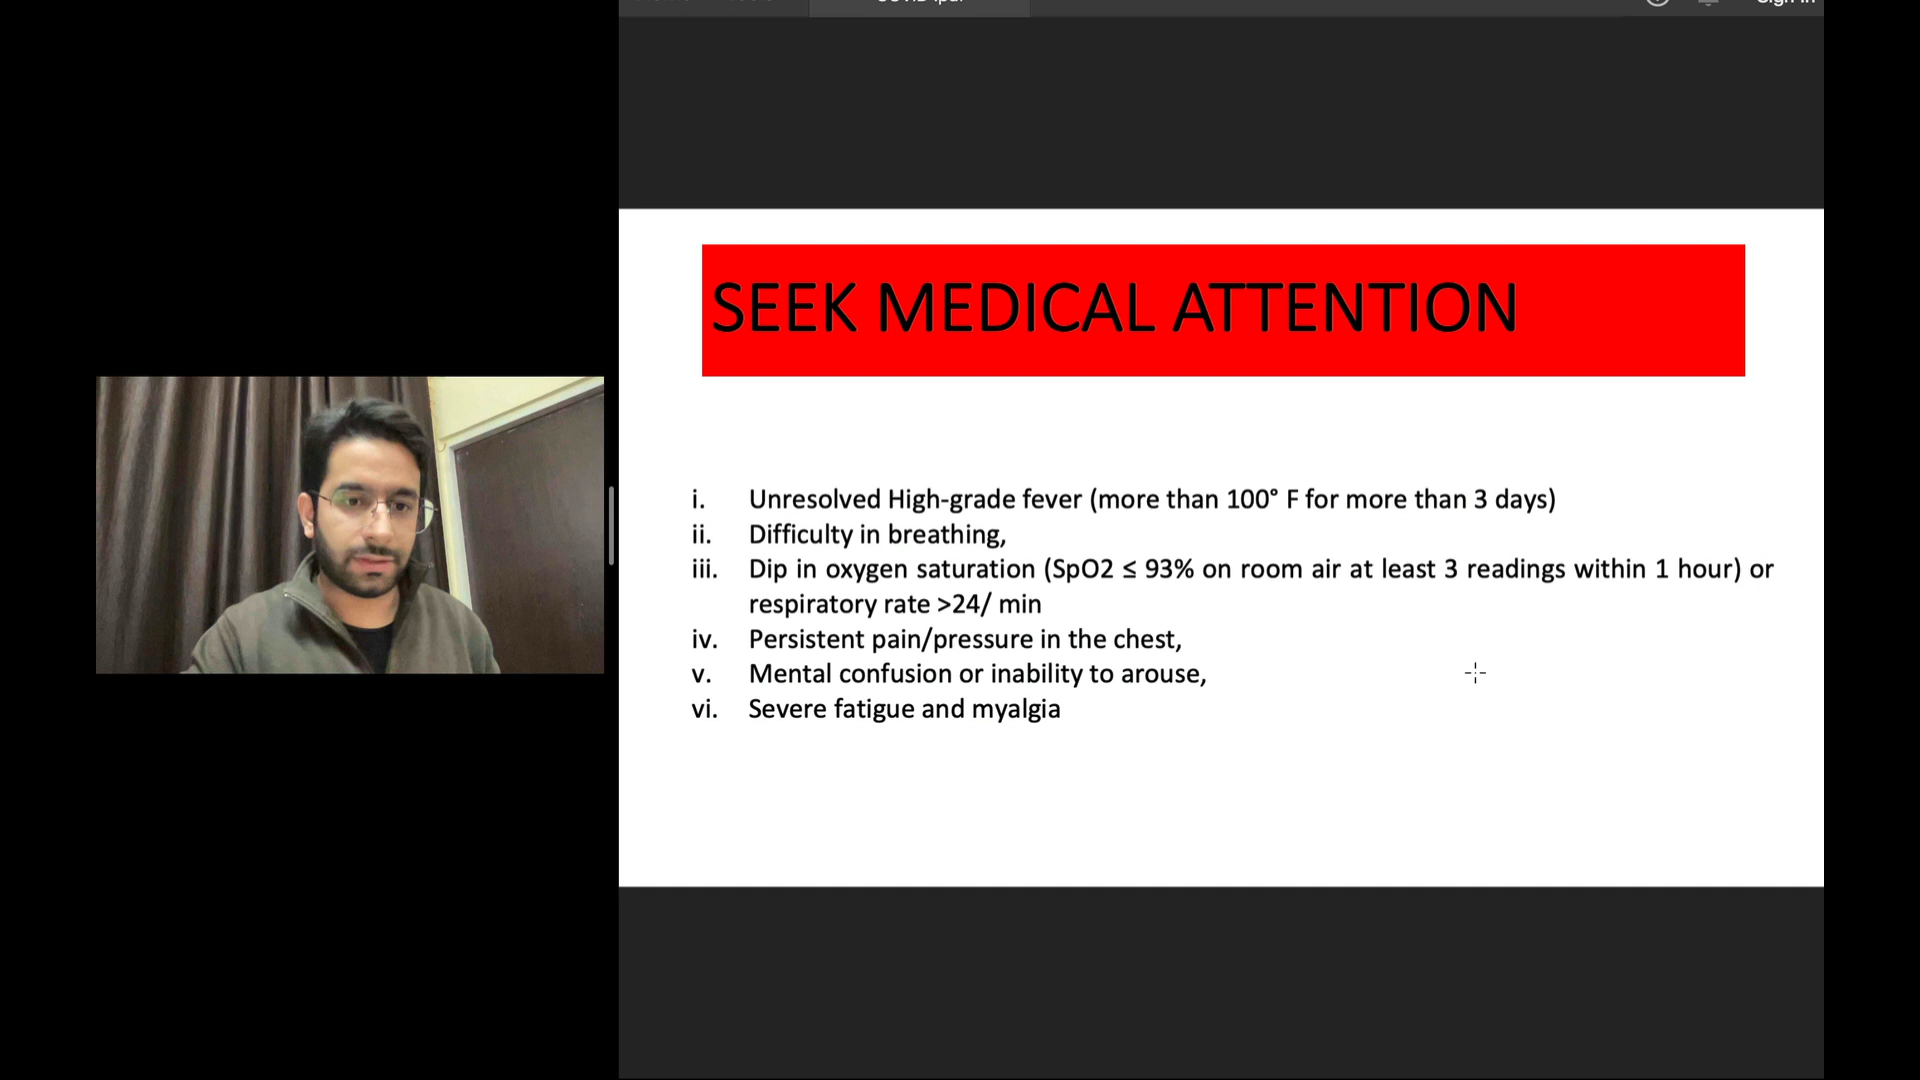 SEEK MEDICAL ATTENTION
i. Unresolved High-grade fever (more than 100° F for more than 3 days)
ii. Difficulty in breathing,
iii. Dip in oxygen saturation (SpO2 ≤ 93% on room air at least 3 readings within 1 hour) or
respiratory rate >24/ min
iv. Persistent pain/pressure in the chest,
v. Mental confusion or inability to arouse,
vi. Severe fatigue and myalgia